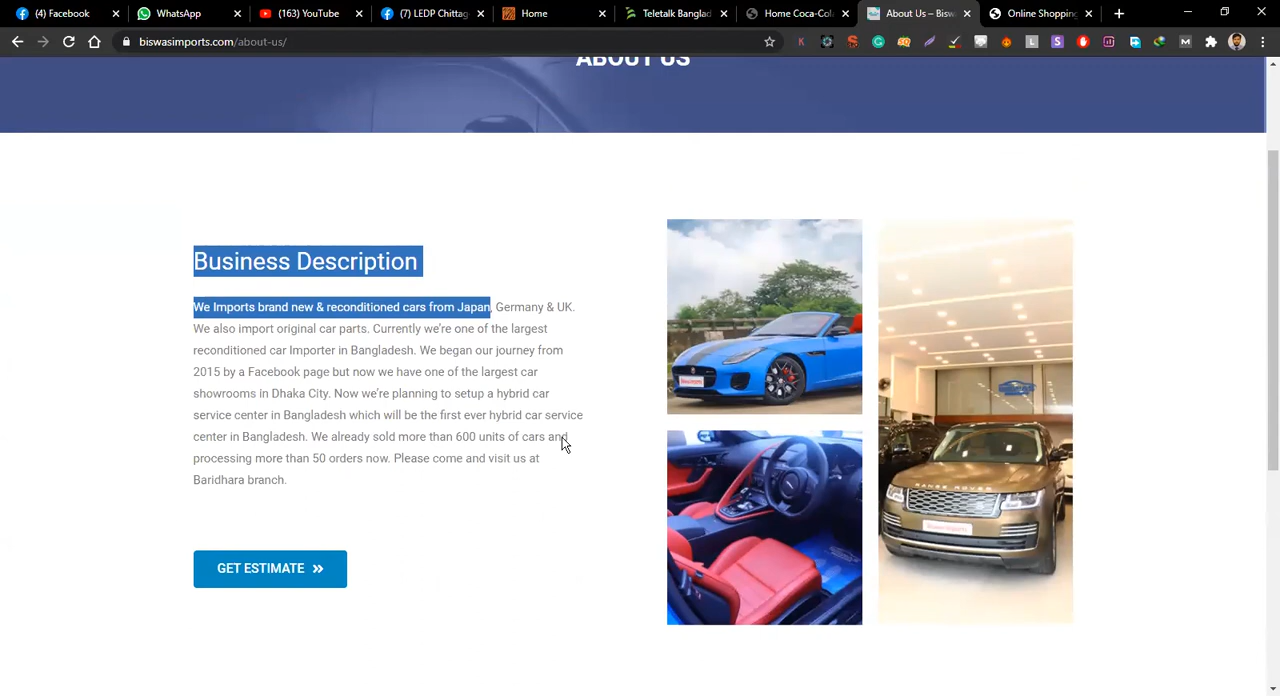 (4) Facebook
WhatsApp
(163) YouTube
(7) LEDP Chittag
Home
Teletalk Banglad
Home Coca-Col
About Us – Bisw
Online Shopping
biswasimports.com/about-us/
ABOUT US
Business Description
We Imports brand new & reconditioned cars from Japan, Germany & UK.
We also import original car parts. Currently we're one of the largest
reconditioned car Importer in Bangladesh. We began our journey from
2015 by a Facebook page but now we have one of the largest car
showrooms in Dhaka City. Now we're planning to setup a hybrid car
service center in Bangladesh which will be the first ever hybrid car service
center in Bangladesh. We already sold more than 600 units of cars and
processing more than 50 orders now. Please come and visit us at
Baridhara branch.
GET ESTIMATE
RANGE ROVER